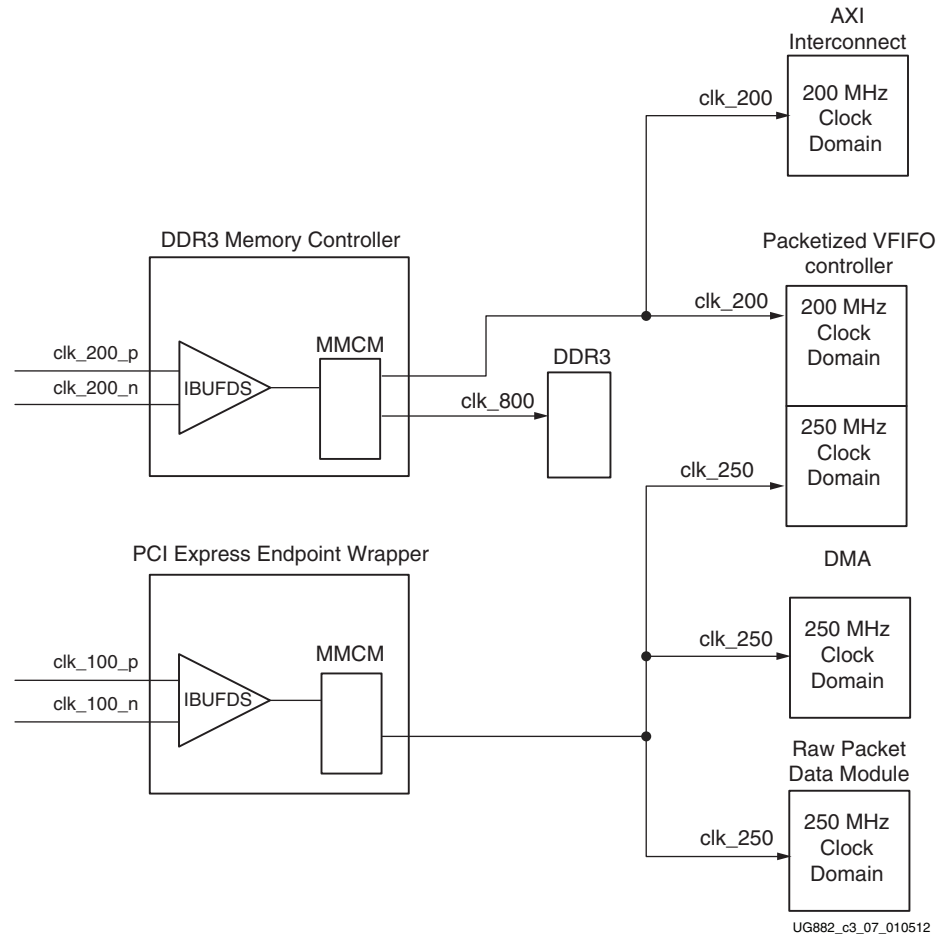 AXI
Interconnect
clk_200
200 MHz
Clock
Domain
DDR3 Memory Controller
Packetized VFIFO
controller
clk_200
200 MHz
Clock
Domain
clk_200_p
clk_200_n
IBUFDS
MMCM
DDR3
clk_800
250 MHz
Clock
Domain
clk_250
PCI Express Endpoint Wrapper
DMA
clk_100_p
clk_100_n
IBUFDS
MMCM
clk_250
250 MHz
Clock
Domain
Raw Packet
Data Module
clk_250
250 MHz
Clock
Domain
UG882_c3_07_010512